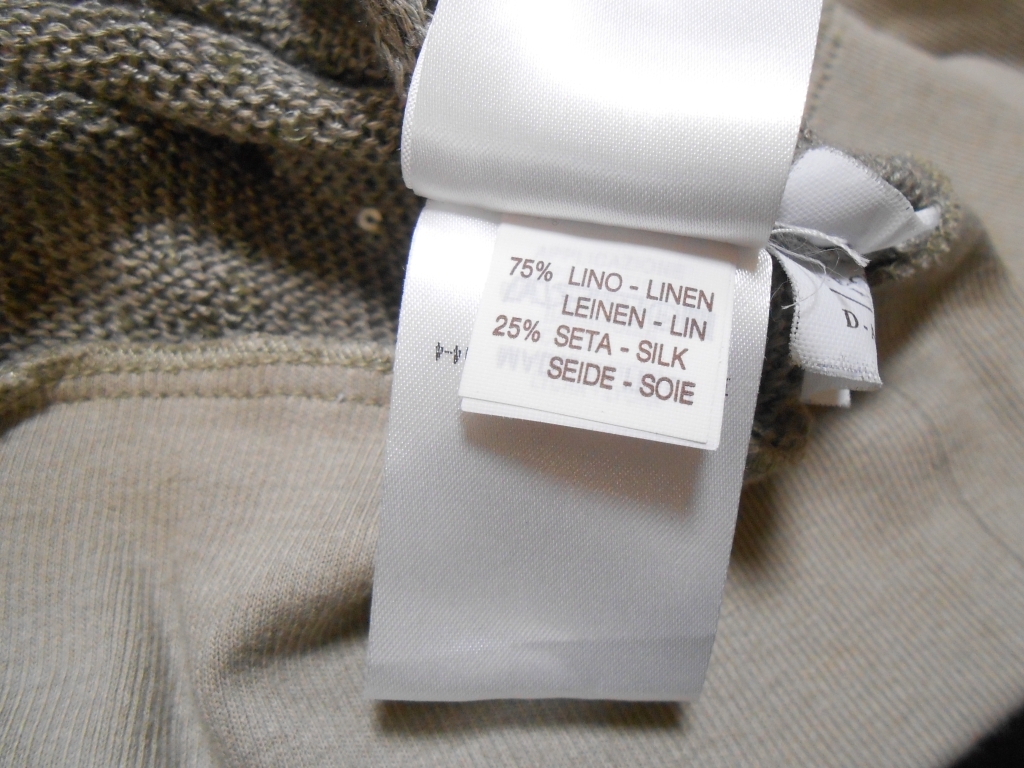 75% LINO - LINEN
LEINEN - LIN
25% SETA - SILK
SEIDE - SOIE
D -